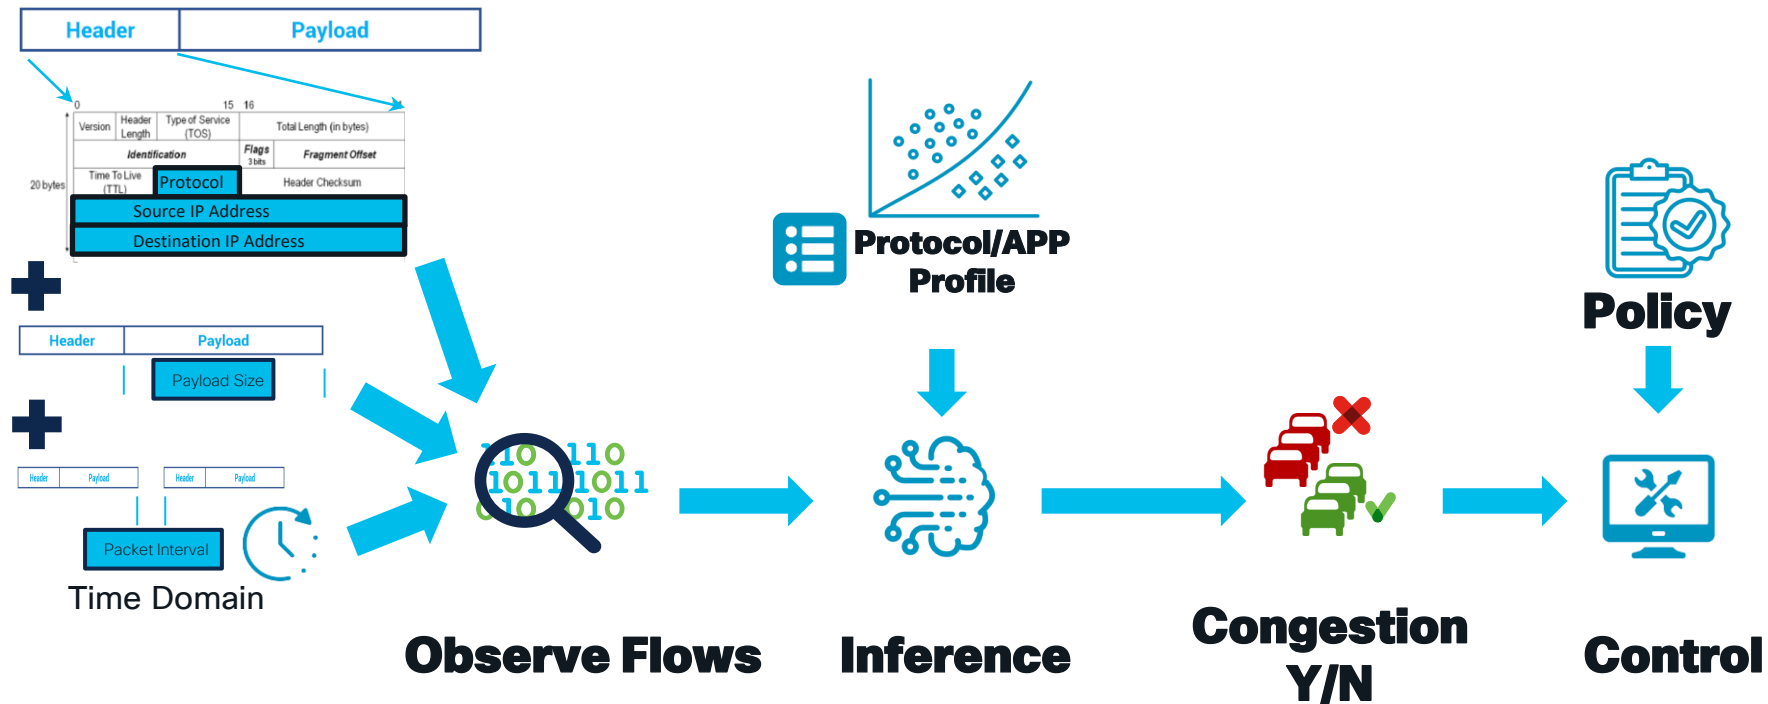 Header Payload
0 15 16
Version Header Length Type of Service (TOS) Total Length (in bytes)
Identification Flags 3 bits Fragment Offset
Time To Live (TTL) Protocol Header Checksum
20 bytes
Source IP Address
Destination IP Address
Header Payload
Payload Size
Header Payload Header Payload
Packet Interval
Time Domain
110 110
1011 1011
010 010
Observe Flows
Protocol/APP
Profile
Inference
Congestion
Y/N
Policy
Control